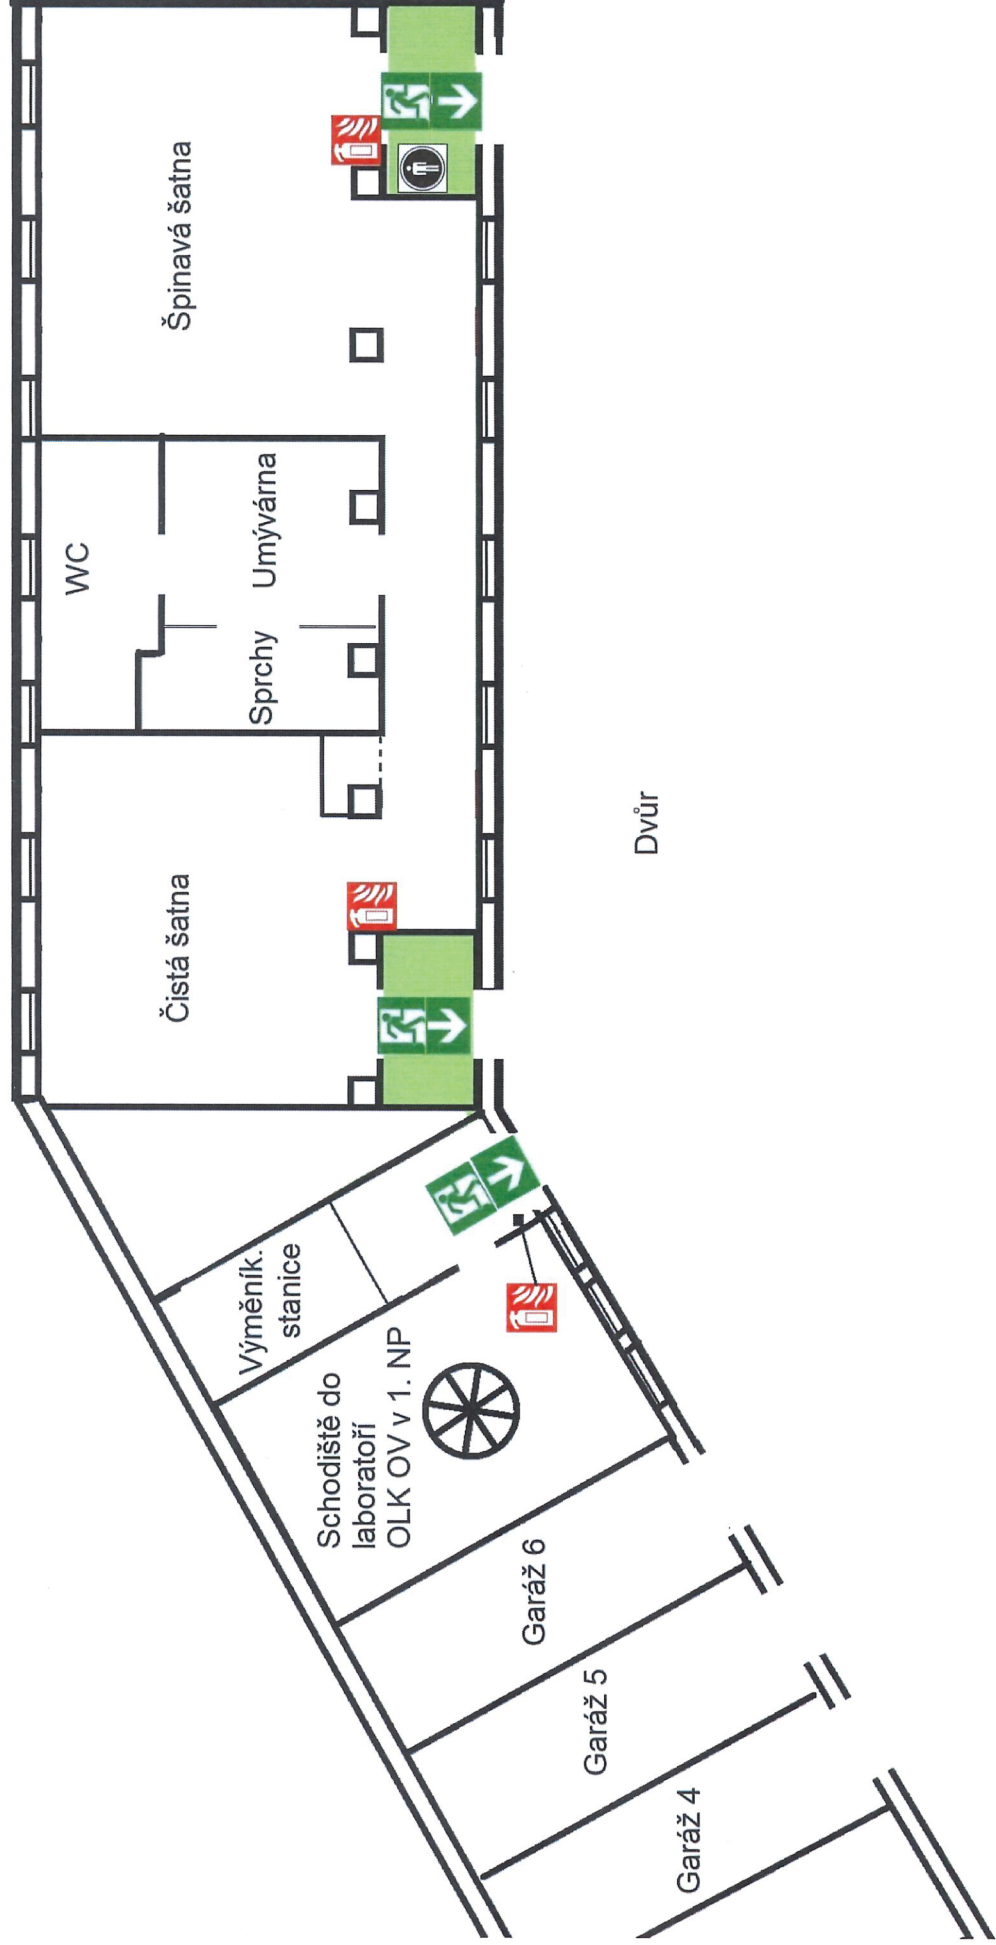 Špinavá šatna
WC
Umývárna
Sprchy
Čistá šatna
Dvůr
Výměník.
stanice
Schodiště do
laboratoří
OLK OV v 1. NP
Garáž 6
Garáž 5
Garáž 4